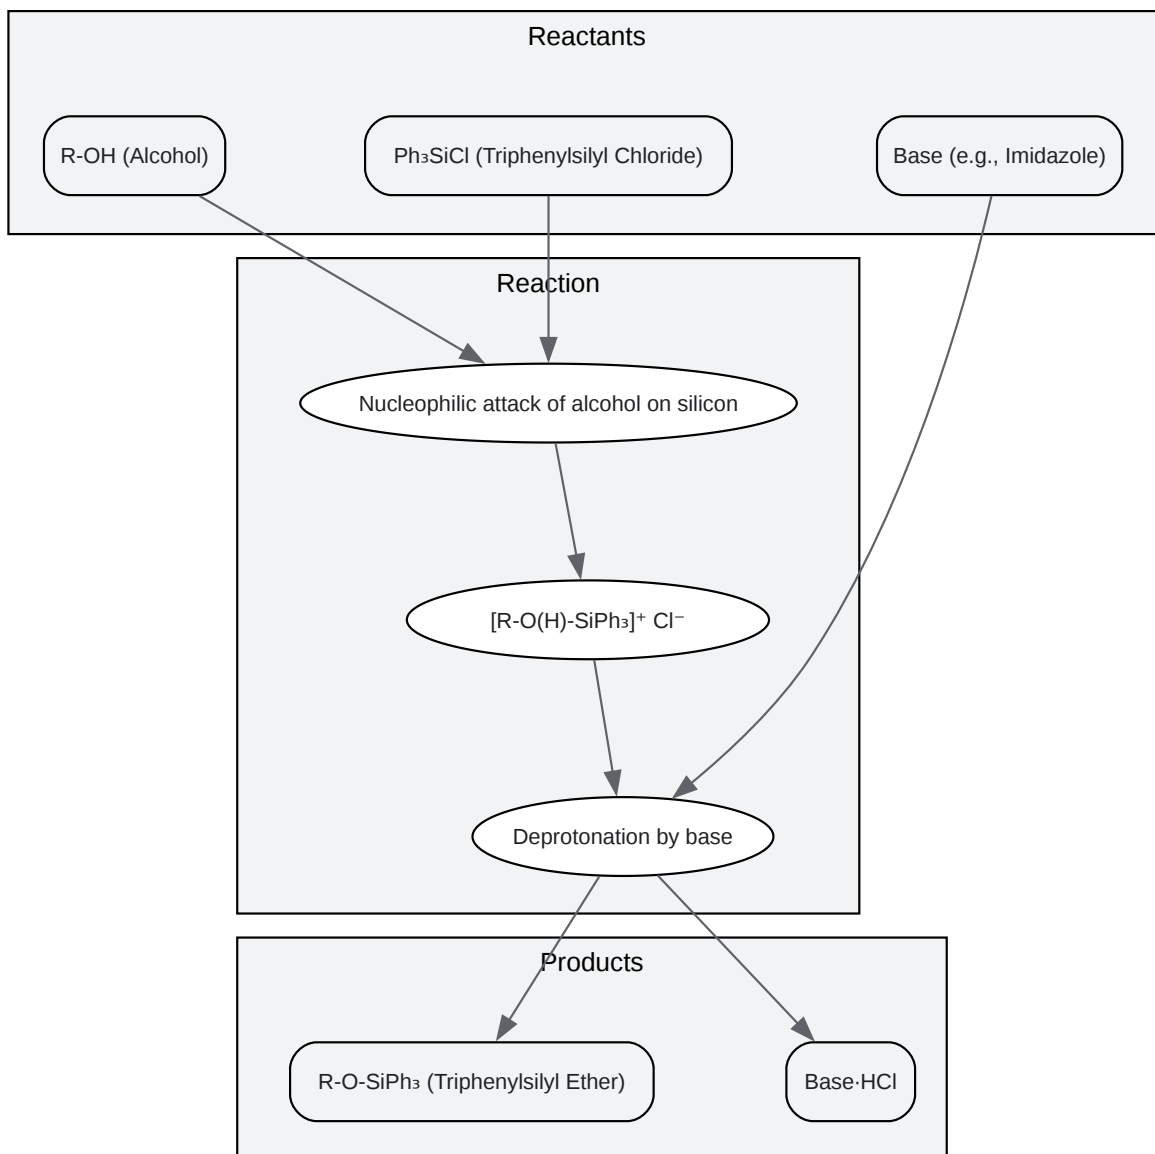 Reactants
R-OH (Alcohol)
Ph₃SiCl (Triphenylsilyl Chloride)
Base (e.g., Imidazole)
Reaction
Nucleophilic attack of alcohol on silicon
[R-O(H)-SiPh₃]⁺ Cl⁻
Deprotonation by base
Products
R-O-SiPh₃ (Triphenylsilyl Ether)
Base·HCl